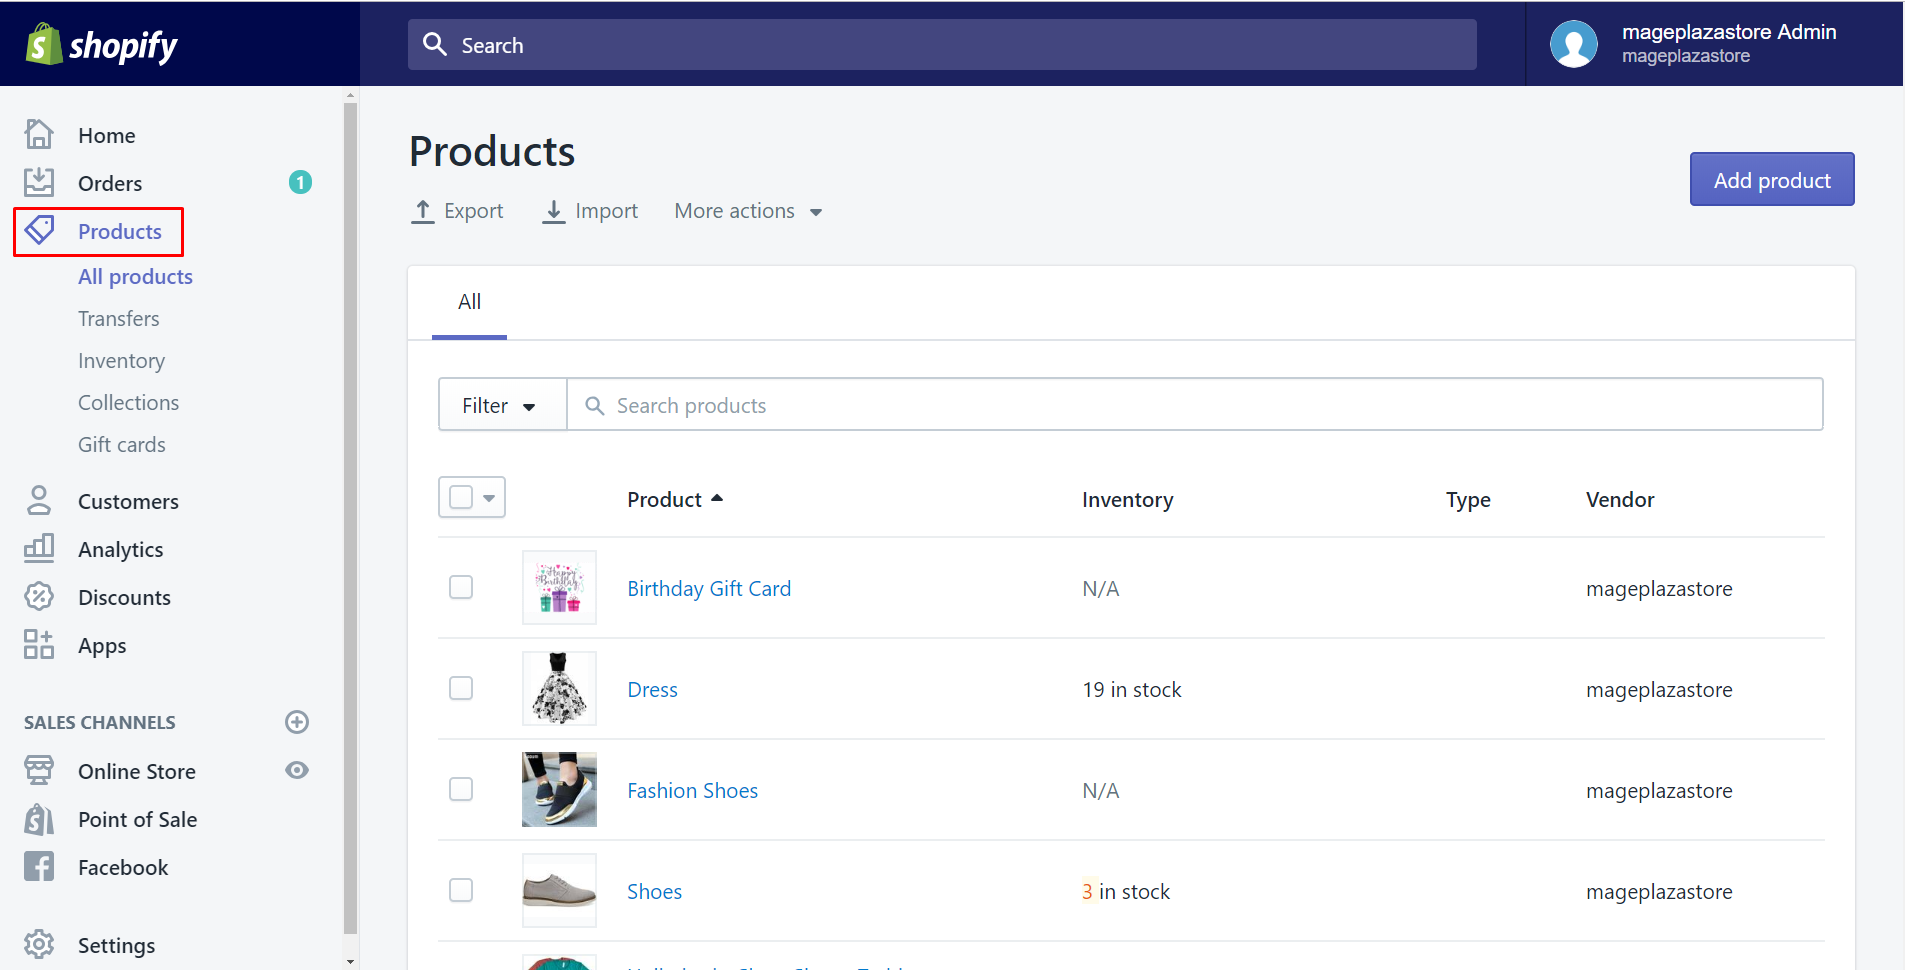 shopify
Search
mageplazastore Admin
mageplazastore
Home
Orders 1
Products
All products
Transfers
Inventory
Collections
Gift cards
Customers
Analytics
Discounts
Apps
SALES CHANNELS
Online Store
Point of Sale
Facebook
Settings
Products
Export Import More actions
Add product
All
Filter Search products
Product Inventory Type Vendor
Happy Birthday
Birthday Gift Card N/A mageplazastore
Dress 19 in stock mageplazastore
Fashion Shoes N/A mageplazastore
Shoes 3 in stock mageplazastore